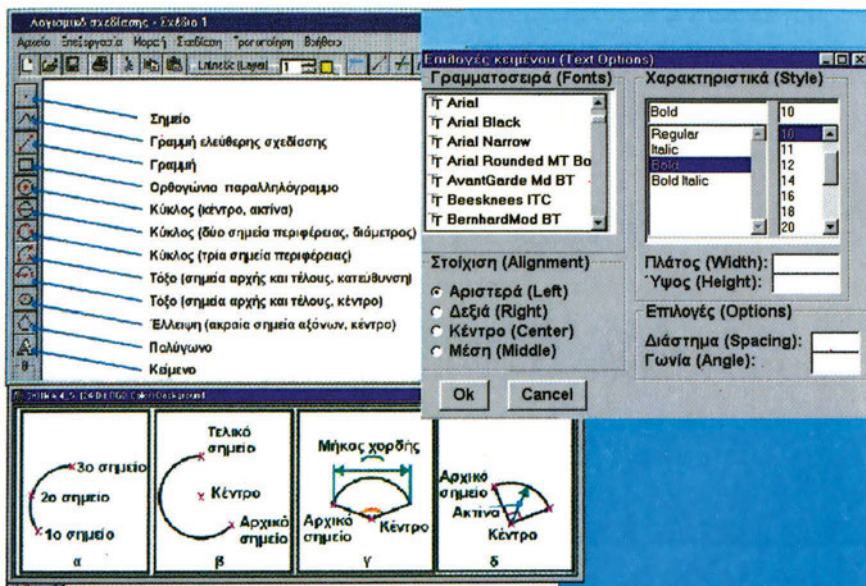 Λογισμικό σχεδίασης - Σχέδιο 1
Αρχείο Επεξεργασία Μορφή Σχεδίαση Τροποποίηση Βοήθεια
(Layer) 1
Σημείο
Γραμμή ελεύθερης σχεδίσσης
Γραμμή
Ορθογώνιο παραλληλόγραμμο
Κύκλος (κέντρο, ακτίνα)
Κύκλος (δύο σημεία περιφέρειας, διάμετρος)
Κύκλος (τρία σημεία περιφέρειας)
Τόξο (σημεία αρχής και τέλους, κατεύθυνση)
Τόξο (σημεία αρχής και τέλους, κέντρο)
Έλλειψη (ακραία σημεία αξόνων, κέντρο)
Πολύγωνο
Κείμενο
A
Επιλογές κειμένου (Text Options)
Γραμματοσειρά (Fonts)
Arial
Arial Black
Arial Narrow
Arial Rounded MT Bo
AvantGarde Md BT
Beesknees ITC
BernhardMod BT
Χαρακτηριστικά (Style)
Bold
10
Regular
Italic
Bold
Bold Italic
10
11
12
14
16
18
20
Στοίχιση (Alignment)
Αριστερά (Left)
Δεξιά (Right)
Κέντρο (Center)
Μέση (Middle)
Πλάτος (Width):
Ύψος (Height):
Επιλογές (Options)
Διάστημα (Spacing):
Γωνία (Angle):
Ok
Cancel
3ο σημείο
2ο σημείο
1ο σημείο
α
Τελικό
σημείο
Κέντρο
Αρχικό
σημείο
β
Μήκος χορδής
Αρχικό
σημείο
Κέντρο
γ
Αρχικό
σημείο
Ακτίνα
Κέντρο
δ